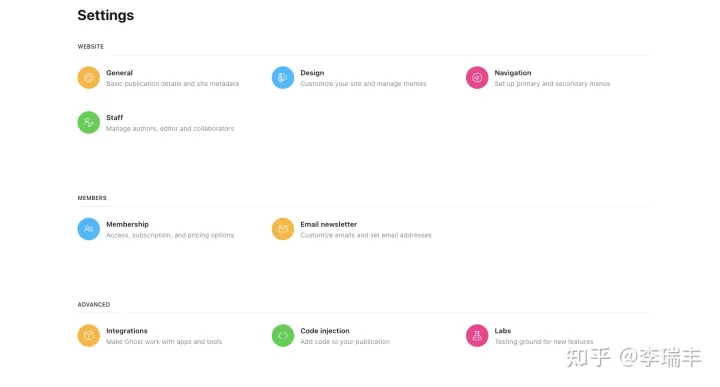 Settings
WEBSITE
General
Basic publication details and site metadata
Design
Customize your site and manage themes
Navigation
Set up primary and secondary menus
Staff
Manage authors, editor and collaborators
MEMBERS
Membership
Access, subscription, and pricing options
Email newsletter
Customize emails and set email addresses
ADVANCED
Integrations
Make Ghost work with apps and tools
Code injection
Add code to your publication
Labs
Testing ground for new features
知乎 @李瑞丰